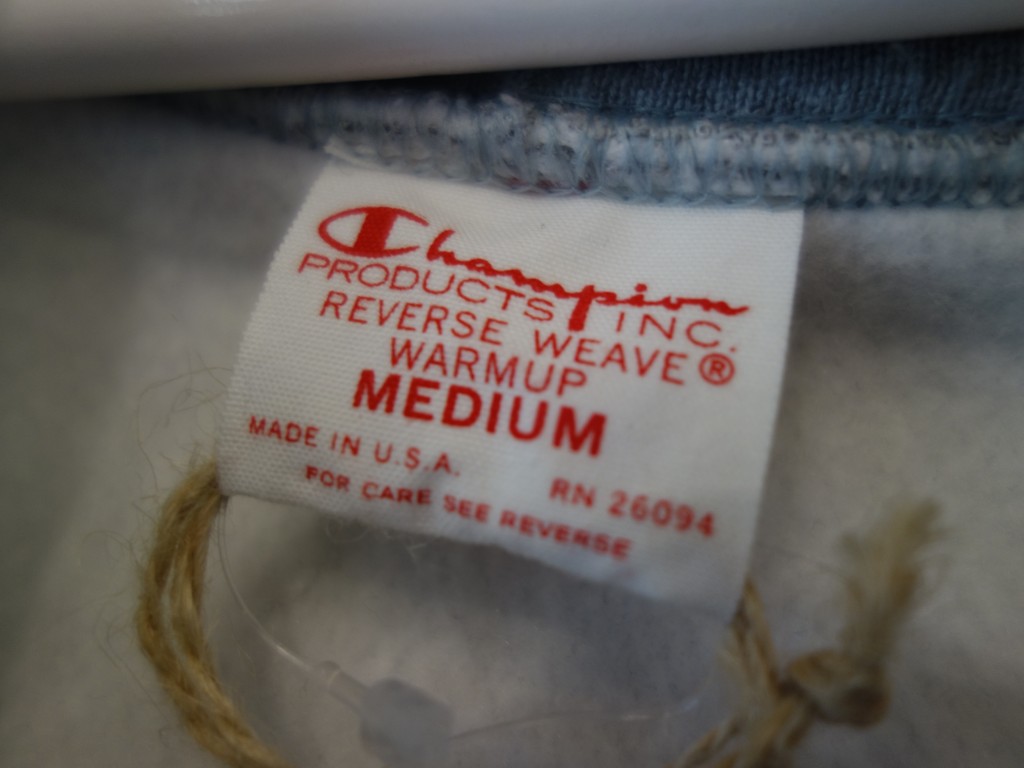 Champion
PRODUCTS INC.
REVERSE WEAVE®
WARMUP
MEDIUM
MADE IN U.S.A. RN 26094
FOR CARE SEE REVERSE